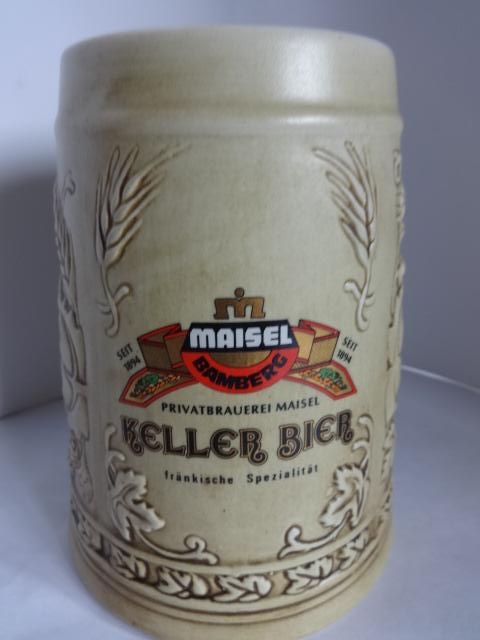 m
MAISEL
BAMBERG
SEIT 1894
SEIT 1894
PRIVATBRAUEREI MAISEL
KELLER BIER
fränkische Spezialität